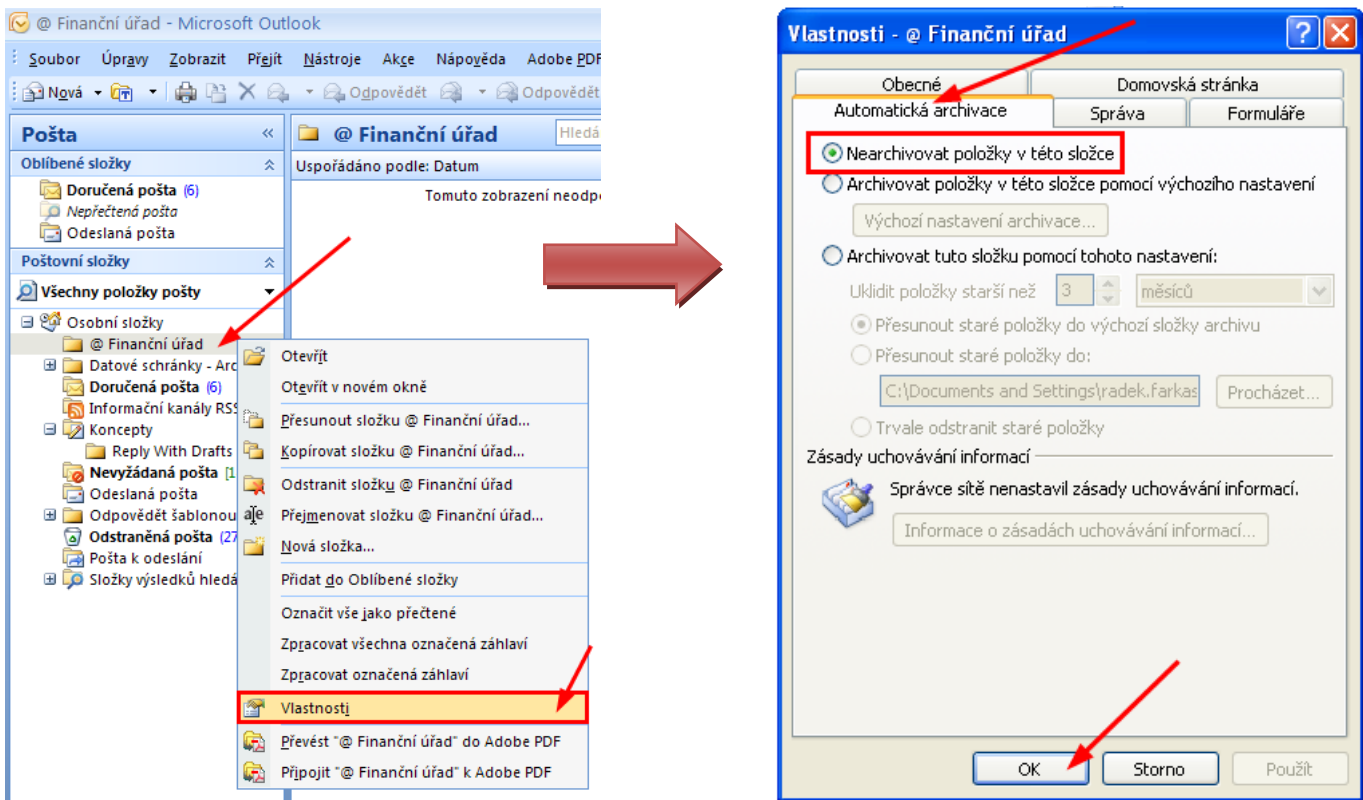 @ Finanční úřad - Microsoft Outlook
Soubor Úpravy Zobrazit Přejít Nástroje Akce Nápověda Adobe PDF
Nová Odpovědět Odpovědět
Pošta «
@ Finanční úřad
Hledá
Oblíbené složky
Uspořádáno podle: Datum
Doručená pošta (6)
Tomuto zobrazení neodpo
Nepřečtená pošta
Odeslaná pošta
Poštovní složky
Všechny položky pošty
Osobní složky
@ Finanční úřad
Datové schránky - Arc
Doručená pošta (6)
Informační kanály RSS
Koncepty
Reply With Drafts
Nevyžádaná pošta [1
Odeslaná pošta
Odpovědět šablonou
Odstraněná pošta (27
Pošta k odeslání
Složky výsledků hledá
Otevřít
Otevřít v novém okně
Přesunout složku @ Finanční úřad...
Kopírovat složku @ Finanční úřad...
Odstranit složku @ Finanční úřad
Přejmenovat složku @ Finanční úřad...
Nová složka...
Přidat do Oblíbené složky
Označit vše jako přečtené
Zpracovat všechna označená záhlaví
Zpracovat označená záhlaví
Vlastnosti
Převést "@ Finanční úřad" do Adobe PDF
Připojit "@ Finanční úřad" k Adobe PDF
Vlastnosti - @ Finanční úřad
Obecné Domovská stránka
Automatická archivace Správa Formuláře
Nearchivovat položky v této složce
Archivovat položky v této složce pomocí výchozího nastavení
Výchozí nastavení archivace...
Archivovat tuto složku pomocí tohoto nastavení:
Uklidit položky starší než 3 měsíců
Přesunout staré položky do výchozí složky archivu
Přesunout staré položky do:
C:\Documents and Settings\radek.farkas Procházet...
Trvale odstranit staré položky
Zásady uchovávání informací
Správce sítě nenastavil zásady uchovávání informací.
Informace o zásadách uchovávání informací...
OK Storno Použít